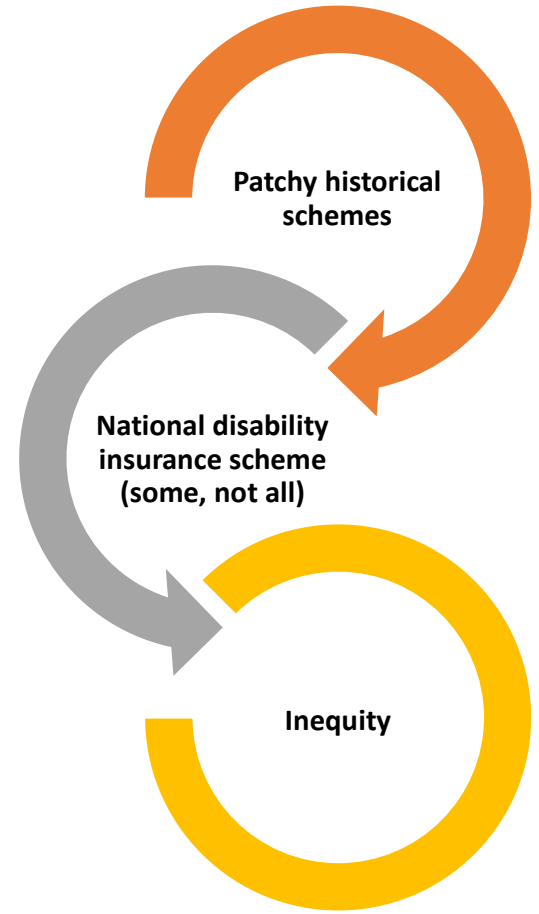 Patchy historical
schemes
National disability
insurance scheme
(some, not all)
Inequity